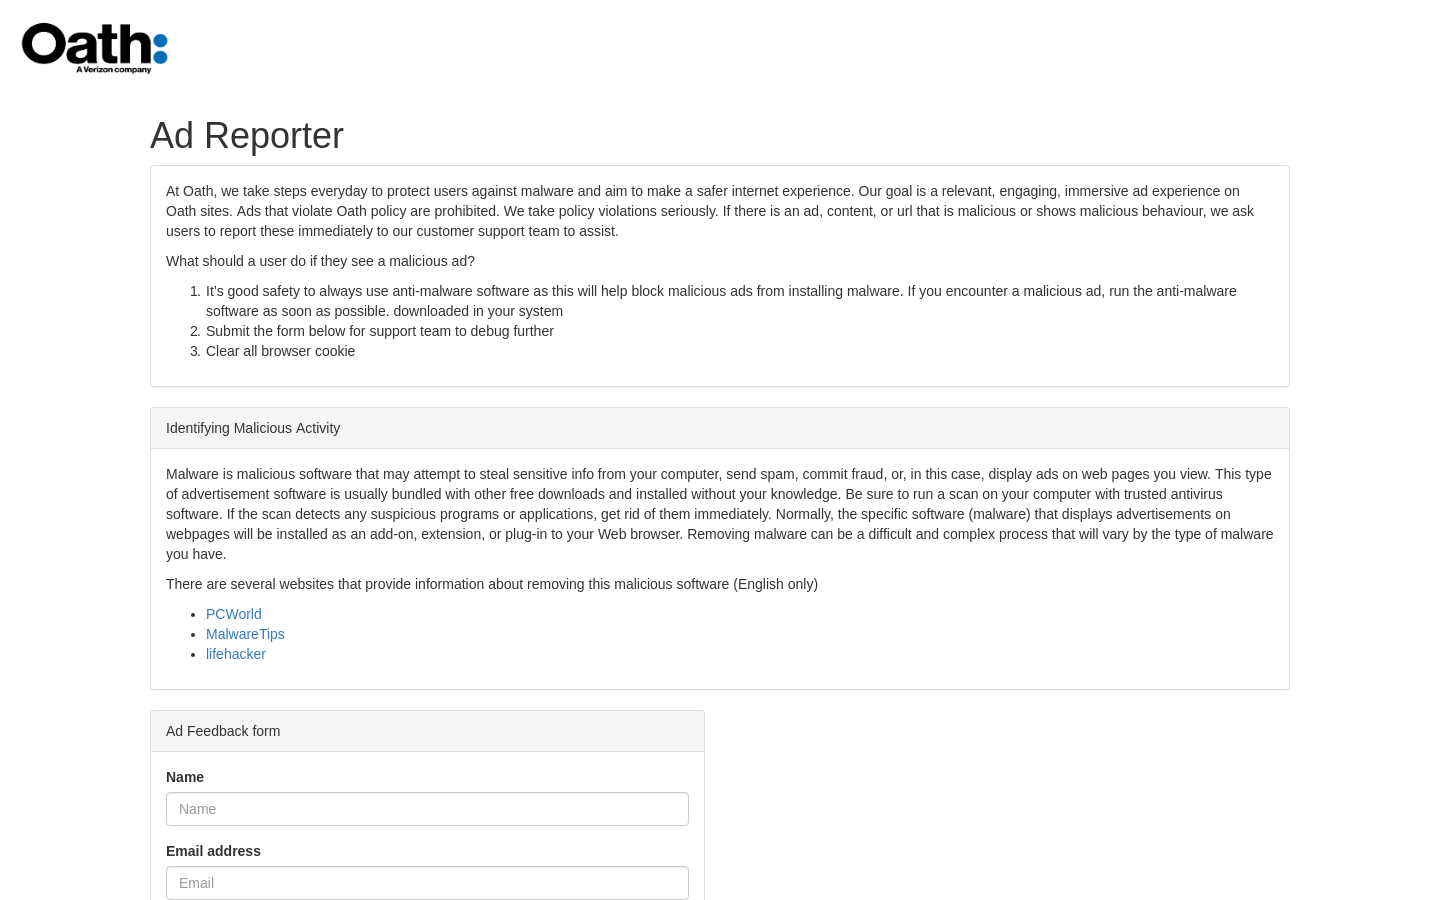 Oath:
A Verizon company
Ad Reporter
At Oath, we take steps everyday to protect users against malware and aim to make a safer internet experience. Our goal is a relevant, engaging, immersive ad experience on
Oath sites. Ads that violate Oath policy are prohibited. We take policy violations seriously. If there is an ad, content, or url that is malicious or shows malicious behaviour, we ask
users to report these immediately to our customer support team to assist.
What should a user do if they see a malicious ad?
1. It's good safety to always use anti-malware software as this will help block malicious ads from installing malware. If you encounter a malicious ad, run the anti-malware
software as soon as possible. downloaded in your system
2. Submit the form below for support team to debug further
3. Clear all browser cookie
Identifying Malicious Activity
Malware is malicious software that may attempt to steal sensitive info from your computer, send spam, commit fraud, or, in this case, display ads on web pages you view. This type
of advertisement software is usually bundled with other free downloads and installed without your knowledge. Be sure to run a scan on your computer with trusted antivirus
software. If the scan detects any suspicious programs or applications, get rid of them immediately. Normally, the specific software (malware) that displays advertisements on
webpages will be installed as an add-on, extension, or plug-in to your Web browser. Removing malware can be a difficult and complex process that will vary by the type of malware
you have.
There are several websites that provide information about removing this malicious software (English only)
• PCWorld
• MalwareTips
• lifehacker
Ad Feedback form
Name
Name
Email address
Email